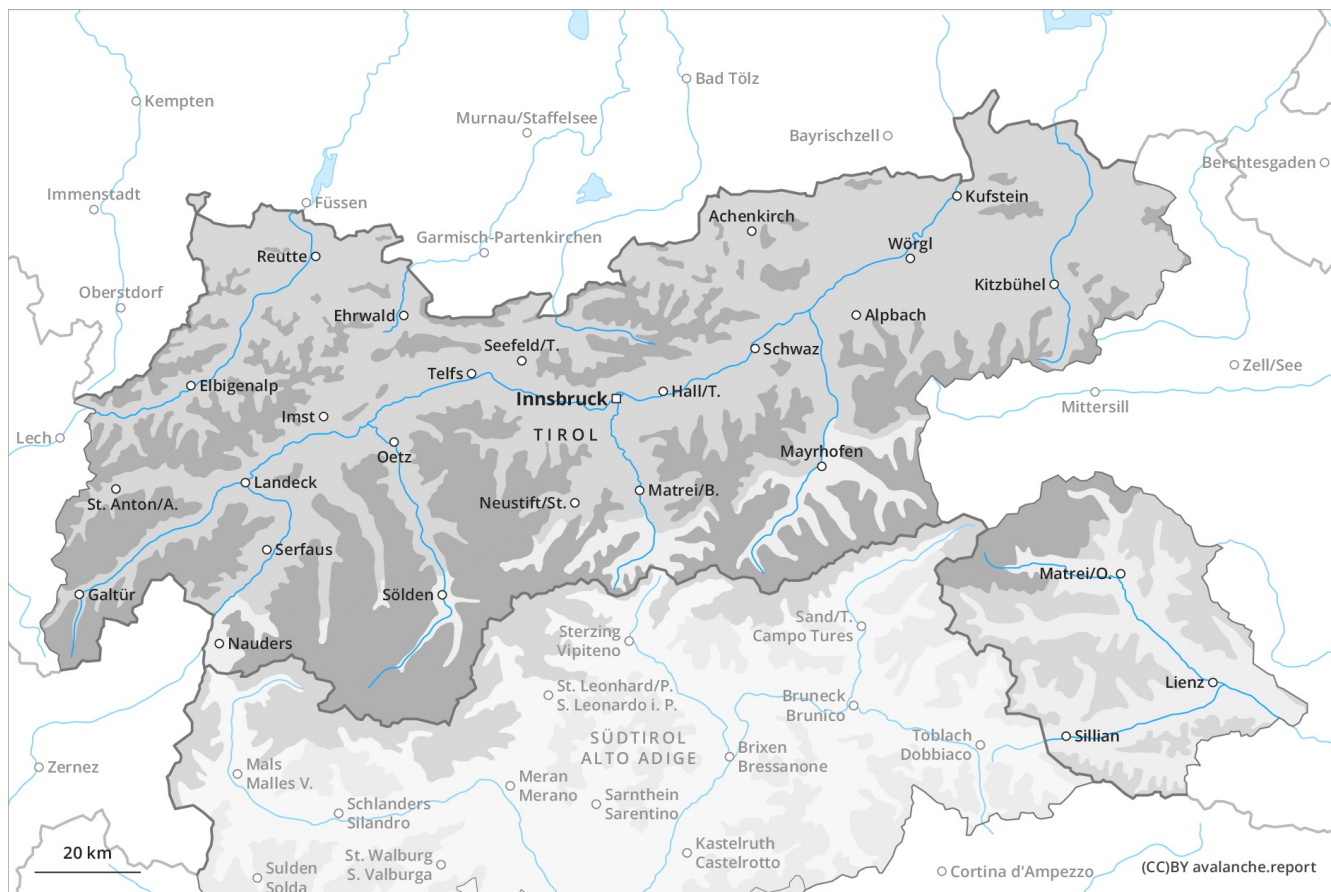 Kempten
Bad Tölz
Murnau/Staffelsee
Bayrischzell
Berchtesgaden
Immenstadt
Füssen
Kufstein
Achenkirch
Garmisch-Partenkirchen
Wörgl
Reutte
Oberstdorf
Kitzbühel
Ehrwald
Alpbach
Seefeld/T.
Schwaz
Zell/See
Telfs
Elbigenalp
Innsbruck
Hall/T.
Mittersill
Imst
Lech
TIROL
Oetz
Mayrhofen
Landeck
St. Anton/A.
Neustift/St.
Matrei/B.
Serfaus
Matrei/O.
Galtür
Sölden
Sand/T.
Campo Tures
Sterzing
Vipiteno
Nauders
Lienz
St. Leonhard/P.
S. Leonardo i. P.
Bruneck
Brunico
SÜDTIROL
ALTO ADIGE
Toblach
Dobbiaco
Sillian
Brixen
Bressanone
Zernez
Mals
Malles V.
Meran
Merano
Sarnthein
Sarentino
Schlanders
Silandro
Kastelruth
Castelrotto
20 km
St. Walburg
S. Valburga
Sulden
Solda
Cortina d'Ampezzo
(CC)BY avalanche.report